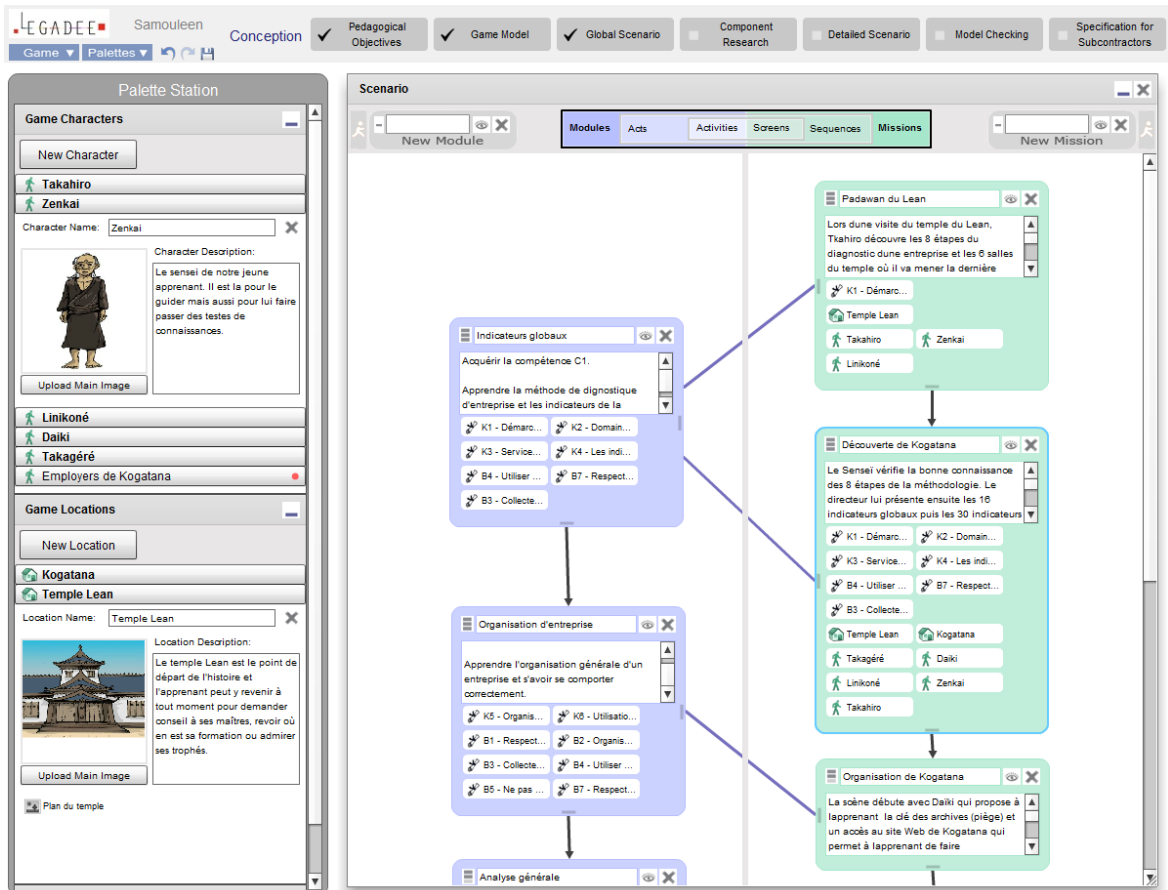 LEGADEE
Samouleen
Conception
Pedagogical
Objectives
Game Model
Global Scenario
Component
Research
Detailed Scenario
Model Checking
Specification for
Subcontractors
Game
Palettes
Palette Station
Game Characters
New Character
Takahiro
Zenkai
Character Name: Zenkai
Character Description:
Le sensei de notre jeune
apprenant. Il est la pour le
guider mais aussi pour lui faire
passer des testes de
connaissances.
Upload Main Image
Linikoné
Daiki
Takagéré
Employers de Kogatana
Game Locations
New Location
Kogatana
Temple Lean
Location Name: Temple Lean
Location Description:
Le temple Lean est le point de
départ de l'histoire et
l'apprenant peut y revenir à
tout moment pour demander
conseil à ses maîtres, revoir où
en est sa formation ou admirer
ses trophés.
Upload Main Image
Plan du temple
Scenario
New Module
Modules Acts Activities Screens Sequences Missions
New Mission
Indicateurs globaux
Acquérir la compétence C1.
Apprendre la méthode de dignostique
d'entreprise et les indicateurs de la
K1 - Démarc... K2 - Domain...
K3 - Service... K4 - Les indi...
B4 - Utiliser ... B7 - Respect...
B3 - Collecte...
Organisation d'entreprise
Apprendre l'organisation générale d'un
entreprise et s'avoir se comporter
correctement.
K5 - Organis... K6 - Utilisatio...
B1 - Respect... B2 - Organis...
B3 - Collecte... B4 - Utiliser ...
B5 - Ne pas ... B7 - Respect...
Analyse générale
Padawan du Lean
Lors dune visite du temple du Lean,
Tkahiro découvre les 8 étapes du
diagnostic dune entreprise et les 6 salles
du temple où il va mener la dernière
K1 - Démarc...
Temple Lean
Takahiro Zenkai
Linikoné
Découverte de Kogatana
Le Senseï vérifie la bonne connaissance
des 8 étapes de la méthodologie. Le
directeur lui présente ensuite les 16
indicateurs globaux puis les 30 indicateurs
K1 - Démarc... K2 - Domain...
K3 - Service... K4 - Les indi...
B4 - Utiliser ... B7 - Respect...
B3 - Collecte...
Temple Lean Kogatana
Takagéré Daiki
Linikoné Zenkai
Takahiro
Organisation de Kogatana
La scène débute avec Daïki qui propose à
lapprenant la clé des archives (piège) et
un accès au site Web de Kogatana qui
permet à lapprenant de faire